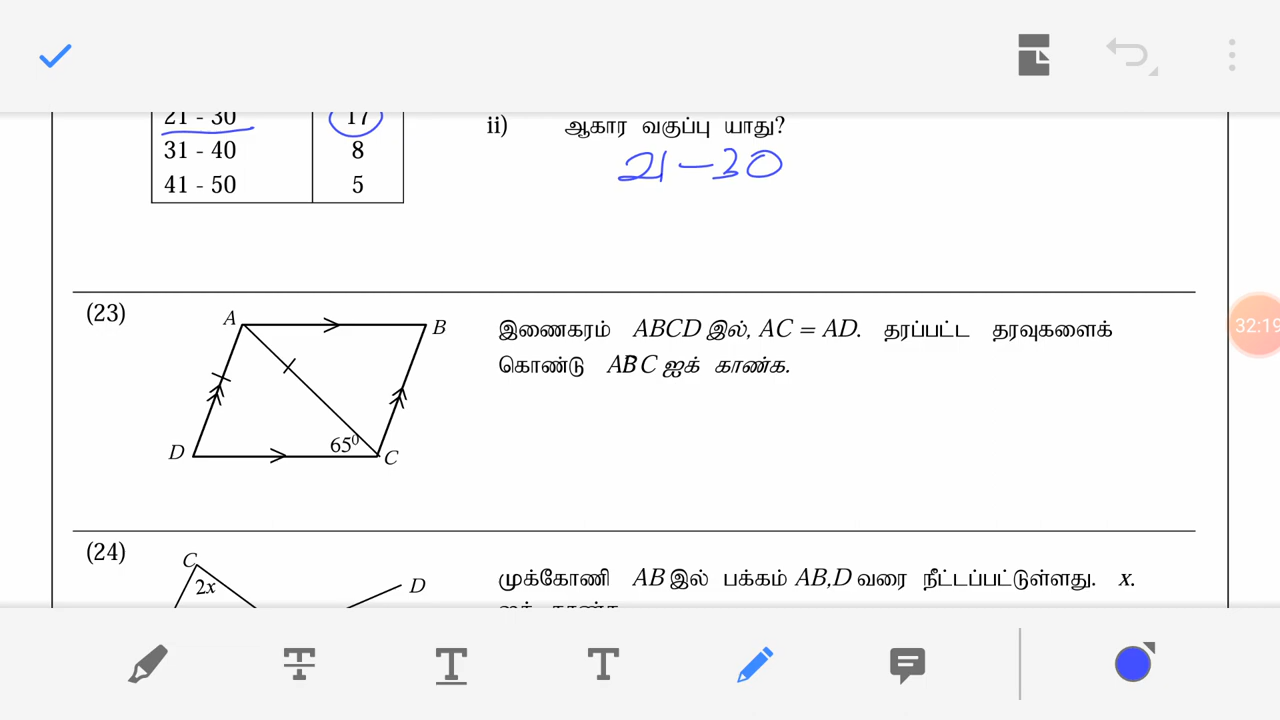 21 - 30 17 ii) ஆகார வகுப்பு யாது?
31 - 40 8 21-30
41 - 50 5
32:19
(23) A B இணைகரம் ABCD இல், AC = AD. தரப்பட்ட தரவுகளைக்
கொண்டு AB̂C ஐக் காண்க.
65⁰
D C
(24) C
2x D முக்கோணி AB இல் பக்கம் AB,D வரை நீட்டப்பட்டுள்ளது. x.
T T T